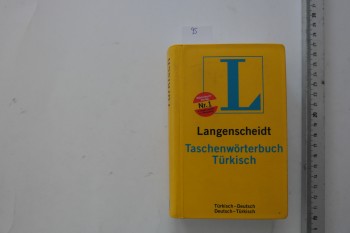 L
Langenscheidt
Nr. 1
Taschenwörterbuch
Türkisch
Türkisch–Deutsch
Deutsch–Türkisch